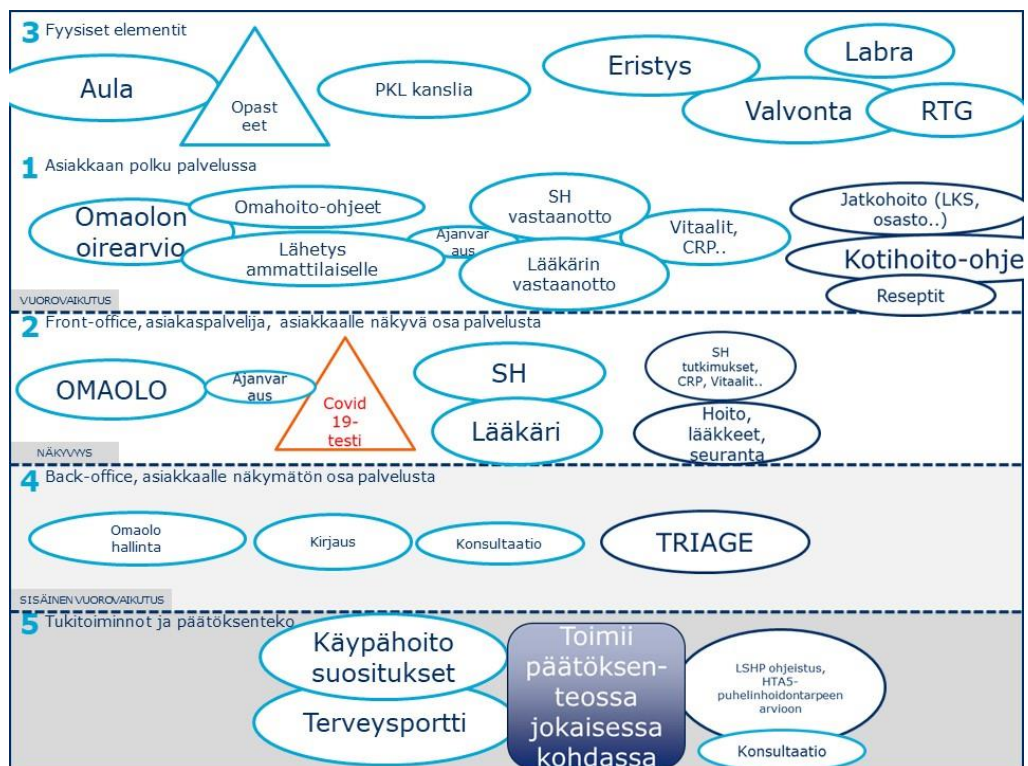 3 Fyysiset elementit
Aula
Opast
eet
PKL kanslia
Eristys
Valvonta
Labra
RTG
1 Asiakkaan polku palvelussa
Omaolon
oirearvio
Omahoito-ohjeet
Lähetys
ammattilaiselle
Ajanvar
aus
SH
vastaanotto
Lääkärin
vastaanotto
Vitaalit,
CRP..
Jatkohoito (LKS,
osasto..)
Kotihoito-ohje
Reseptit
VUOROVAIKUTUS
2 Front-office, asiakaspalvelija, asiakkaalle näkyvä osa palvelusta
OMAOLO
Ajanvar
aus
Covid
19-
testi
SH
Lääkäri
SH
tutkimukset,
CRP, Vitaalit..
Hoito,
lääkkeet,
seuranta
NÄKYVYS
4 Back-office, asiakkaalle näkymätön osa palvelusta
Omaolo
hallinta
Kirjaus
Konsultaatio
TRIAGE
SISÄINEN VUOROVAIKUTUS
5 Tukitoiminnot ja päätöksenteko
Käypähoito
suositukset
Terveysportti
Toimii
päätöksen-
teossa
jokaisessa
kohdassa
LSHP ohjeistus,
HTA5-
puhelinhoidontarpeen
arvioon
Konsultaatio